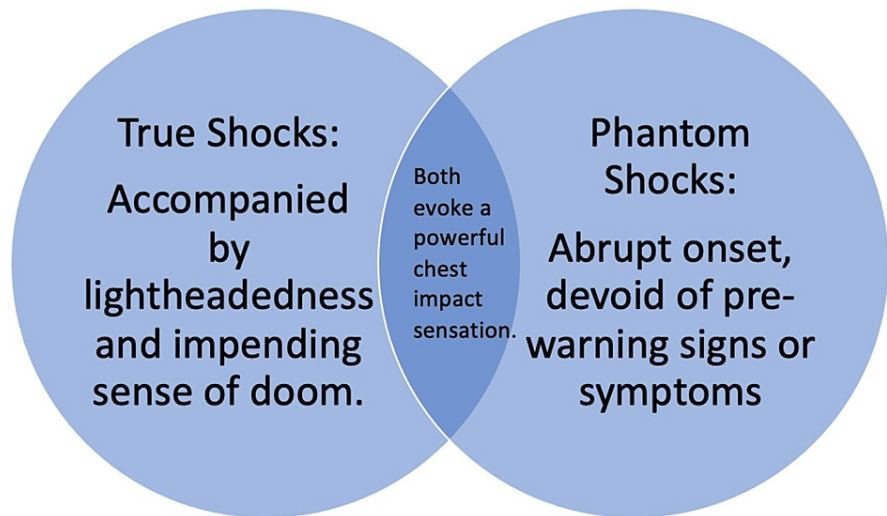 True Shocks:
Accompanied
by
lightheadedness
and impending
sense of doom.
Both
evoke a
powerful
chest
impact
sensation.
Phantom
Shocks:
Abrupt onset,
devoid of pre-
warning signs or
symptoms